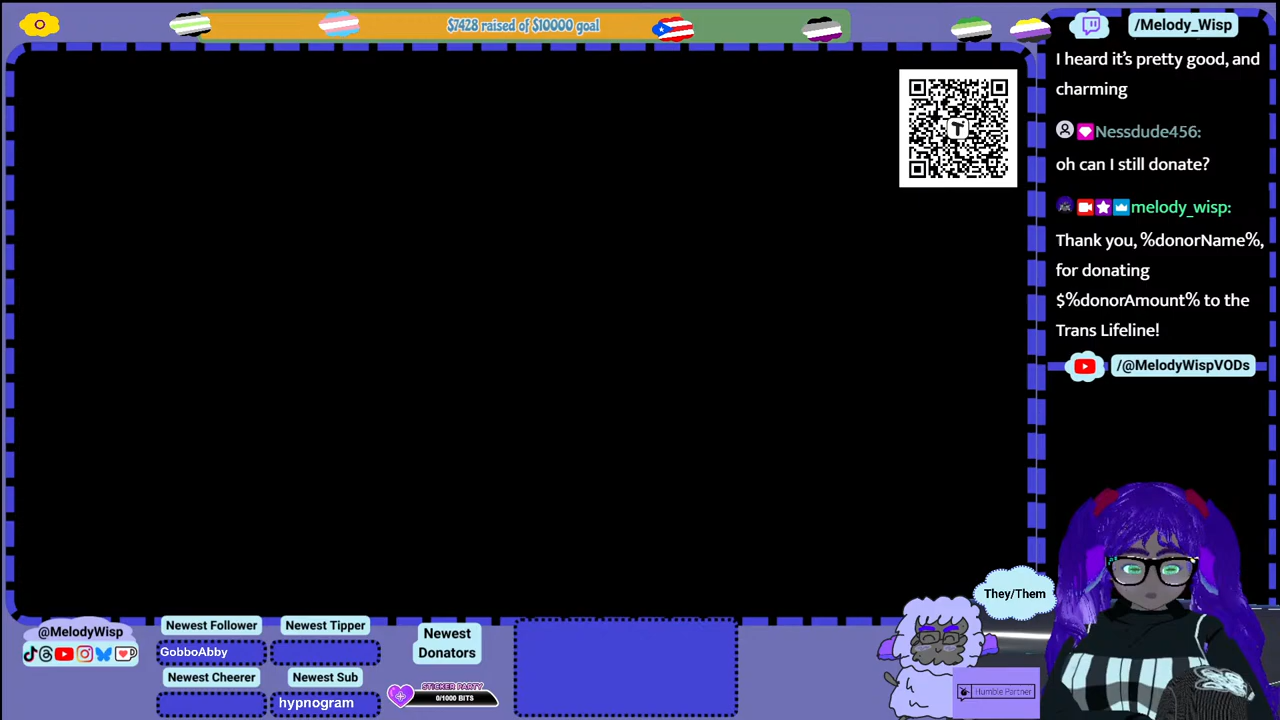 $7428 raised of $10000 goal
/Melody_Wisp
I heard it's pretty good, and
charming
Nessdude456:
oh can I still donate?
melody_wisp:
Thank you, %donorName%,
for donating
$%donorAmount% to the
Trans Lifeline!
/@MelodyWispVODs
They/Them
@MelodyWisp
Newest Follower
GobboAbby
Newest Tipper
Newest Cheerer
Newest Sub
hypnogram
Newest
Donators
STICKER PARTY
0/1000 BITS
Humble Partner